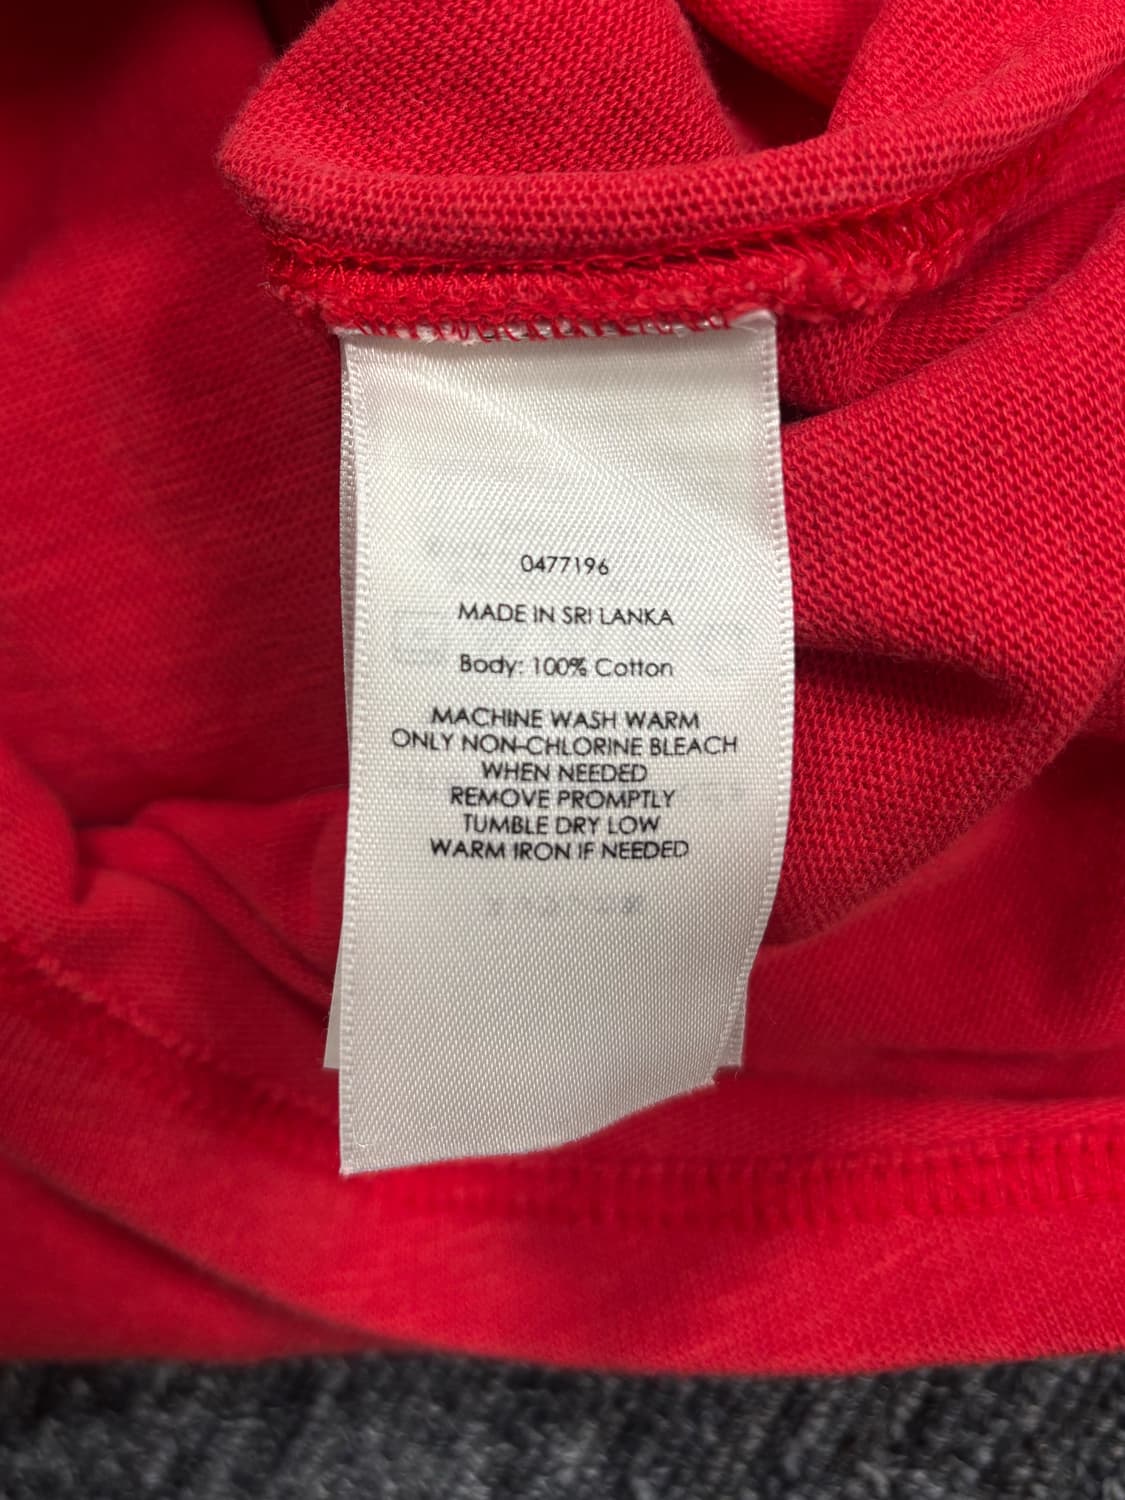 0477196
MADE IN SRI LANKA
Body: 100% Cotton
MACHINE WASH WARM
ONLY NON-CHLORINE BLEACH
WHEN NEEDED
REMOVE PROMPTLY
TUMBLE DRY LOW
WARM IRON IF NEEDED